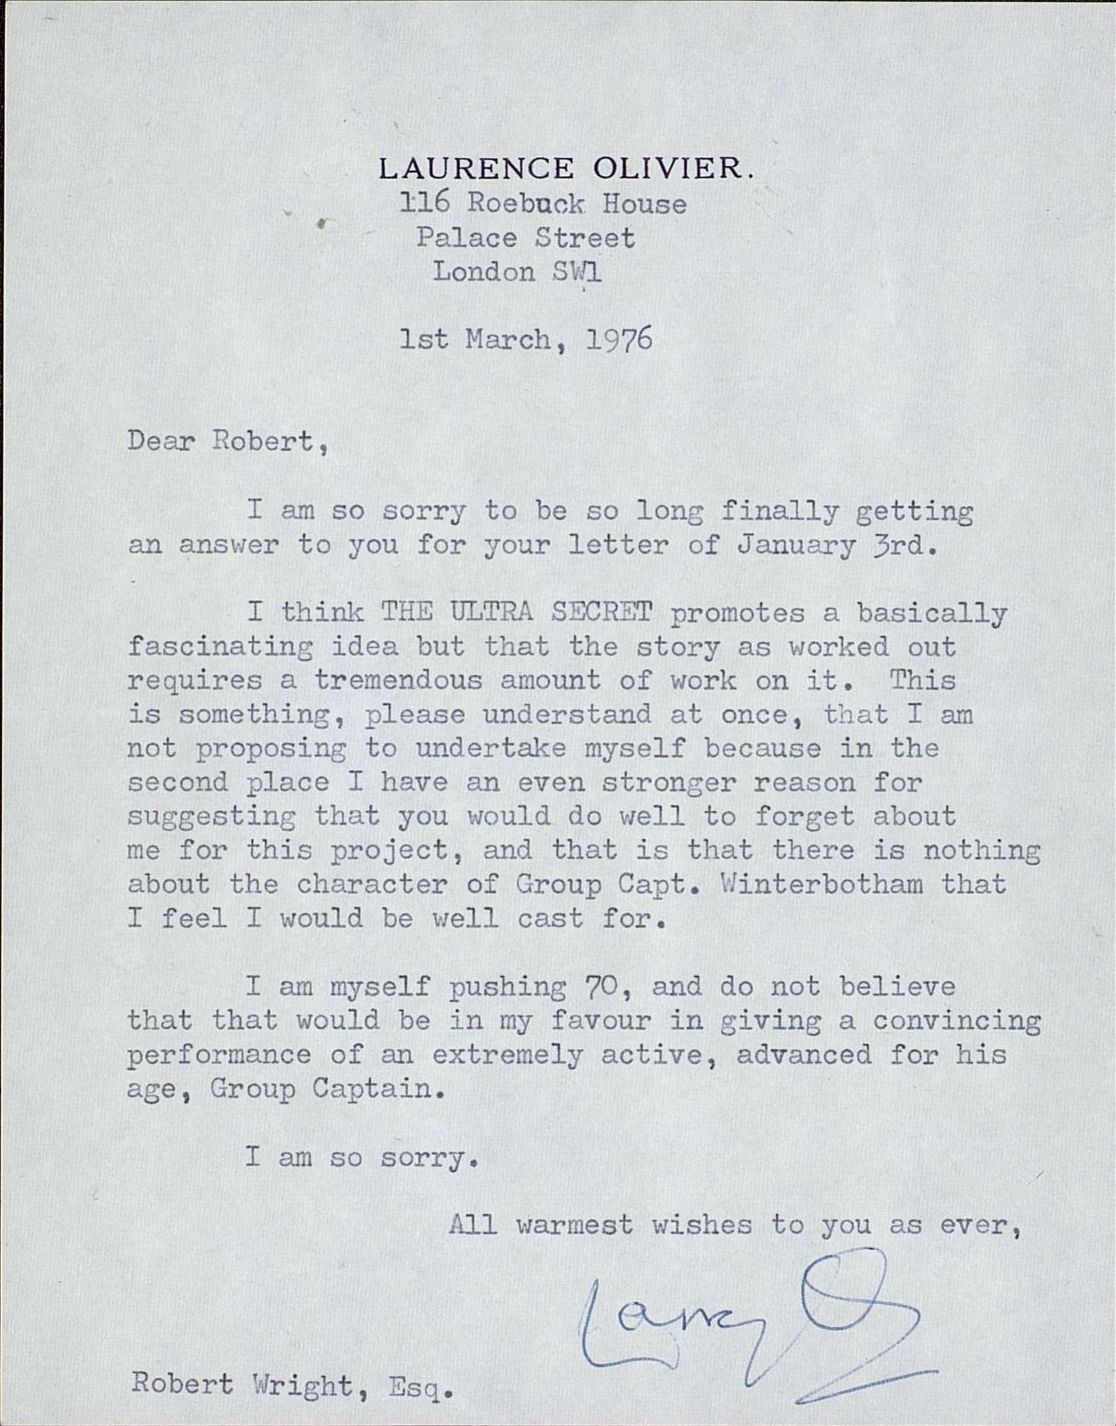 LAURENCE OLIVIER.
116 Roebuck House
Palace Street
London SW1
1st March, 1976
Dear Robert,
I am so sorry to be so long finally getting
an answer to you for your letter of January 3rd.
I think THE ULTRA SECRET promotes a basically
fascinating idea but that the story as worked out
requires a tremendous amount of work on it. This
is something, please understand at once, that I am
not proposing to undertake myself because in the
second place I have an even stronger reason for
suggesting that you would do well to forget about
me for this project, and that is that there is nothing
about the character of Group Capt. Winterbotham that
I feel I would be well cast for.
I am myself pushing 70, and do not believe
that that would be in my favour in giving a convincing
performance of an extremely active, advanced for his
age, Group Captain.
I am so sorry.
All warmest wishes to you as ever,
Larry O
Robert Wright, Esq.